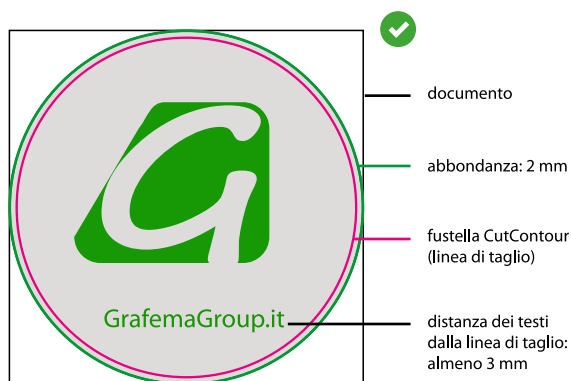 documento
abbondanza: 2 mm
fustella CutContour
(linea di taglio)
GrafemaGroup.it
distanza dei testi
dalla linea di taglio:
almeno 3 mm